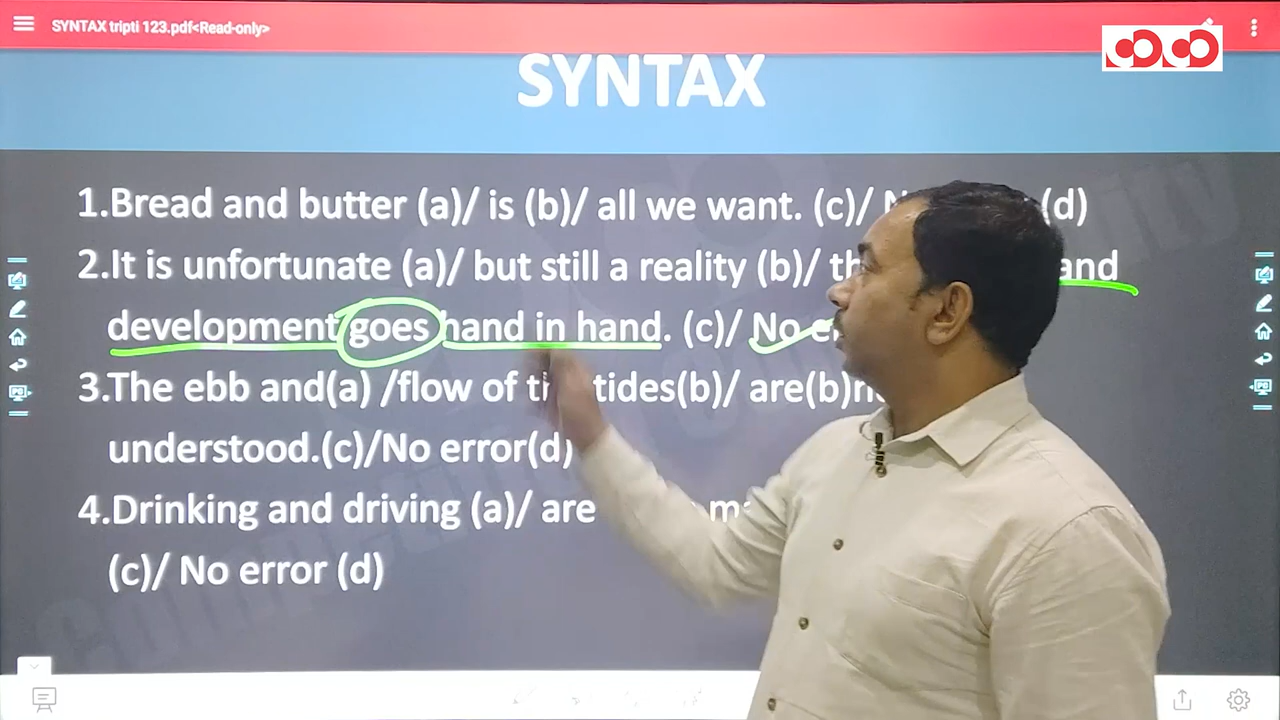 SYNTAX tripti 123.pdf<Read-only>
SYNTAX
1.Bread and butter (a)/ is (b)/ all we want. (c)/ (d)
2.It is unfortunate (a)/ but still a reality (b)/ and
development goes hand in hand. (c)/ No
3.The ebb and(a) /flow of tides(b)/ are(b)
understood.(c)/No error(d)
4.Drinking and driving (a)/ are
(c)/ No error (d)